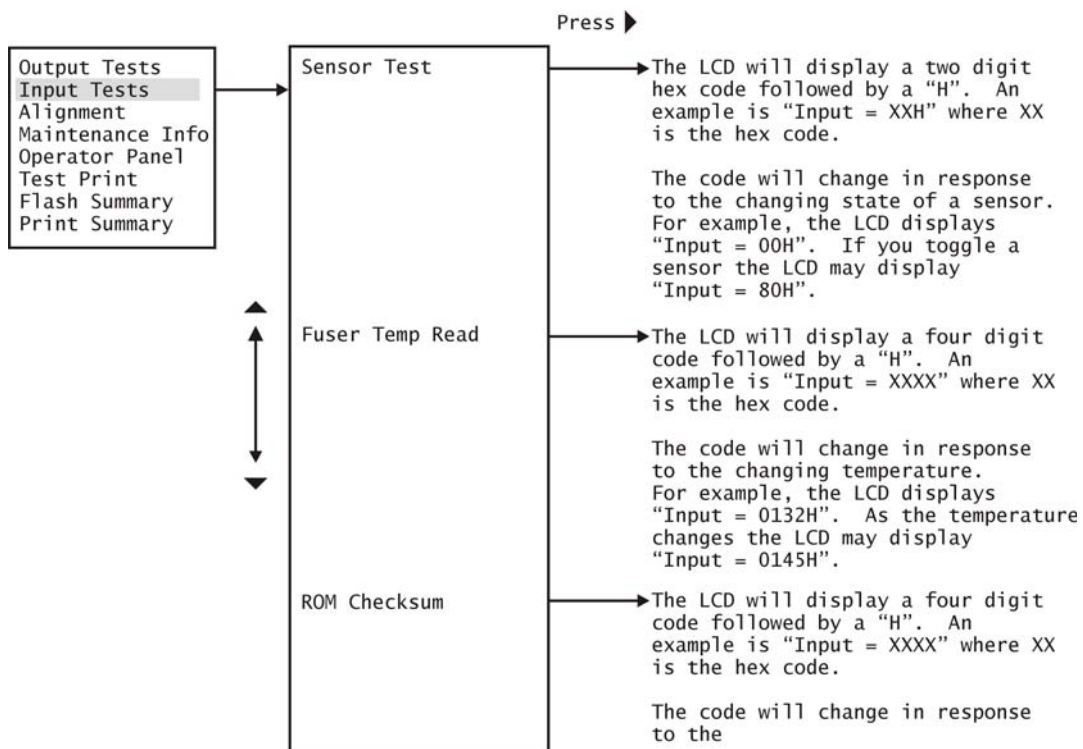 Press
Output Tests
Input Tests
Alignment
Maintenance Info
Operator Panel
Test Print
Flash Summary
Print Summary
Sensor Test
The LCD will display a two digit
hex code followed by a “H”. An
example is “Input = XXH” where XX
is the hex code.
The code will change in response
to the changing state of a sensor.
For example, the LCD displays
“Input = 00H”. If you toggle a
sensor the LCD may display
“Input = 80H”.
Fuser Temp Read
The LCD will display a four digit
code followed by a “H”. An
example is “Input = XXXX” where XX
is the hex code.
The code will change in response
to the changing temperature.
For example, the LCD displays
“Input = 0132H”. As the temperature
changes the LCD may display
“Input = 0145H”.
ROM Checksum
The LCD will display a four digit
code followed by a “H”. An
example is “Input = XXXX” where XX
is the hex code.
The code will change in response
to the